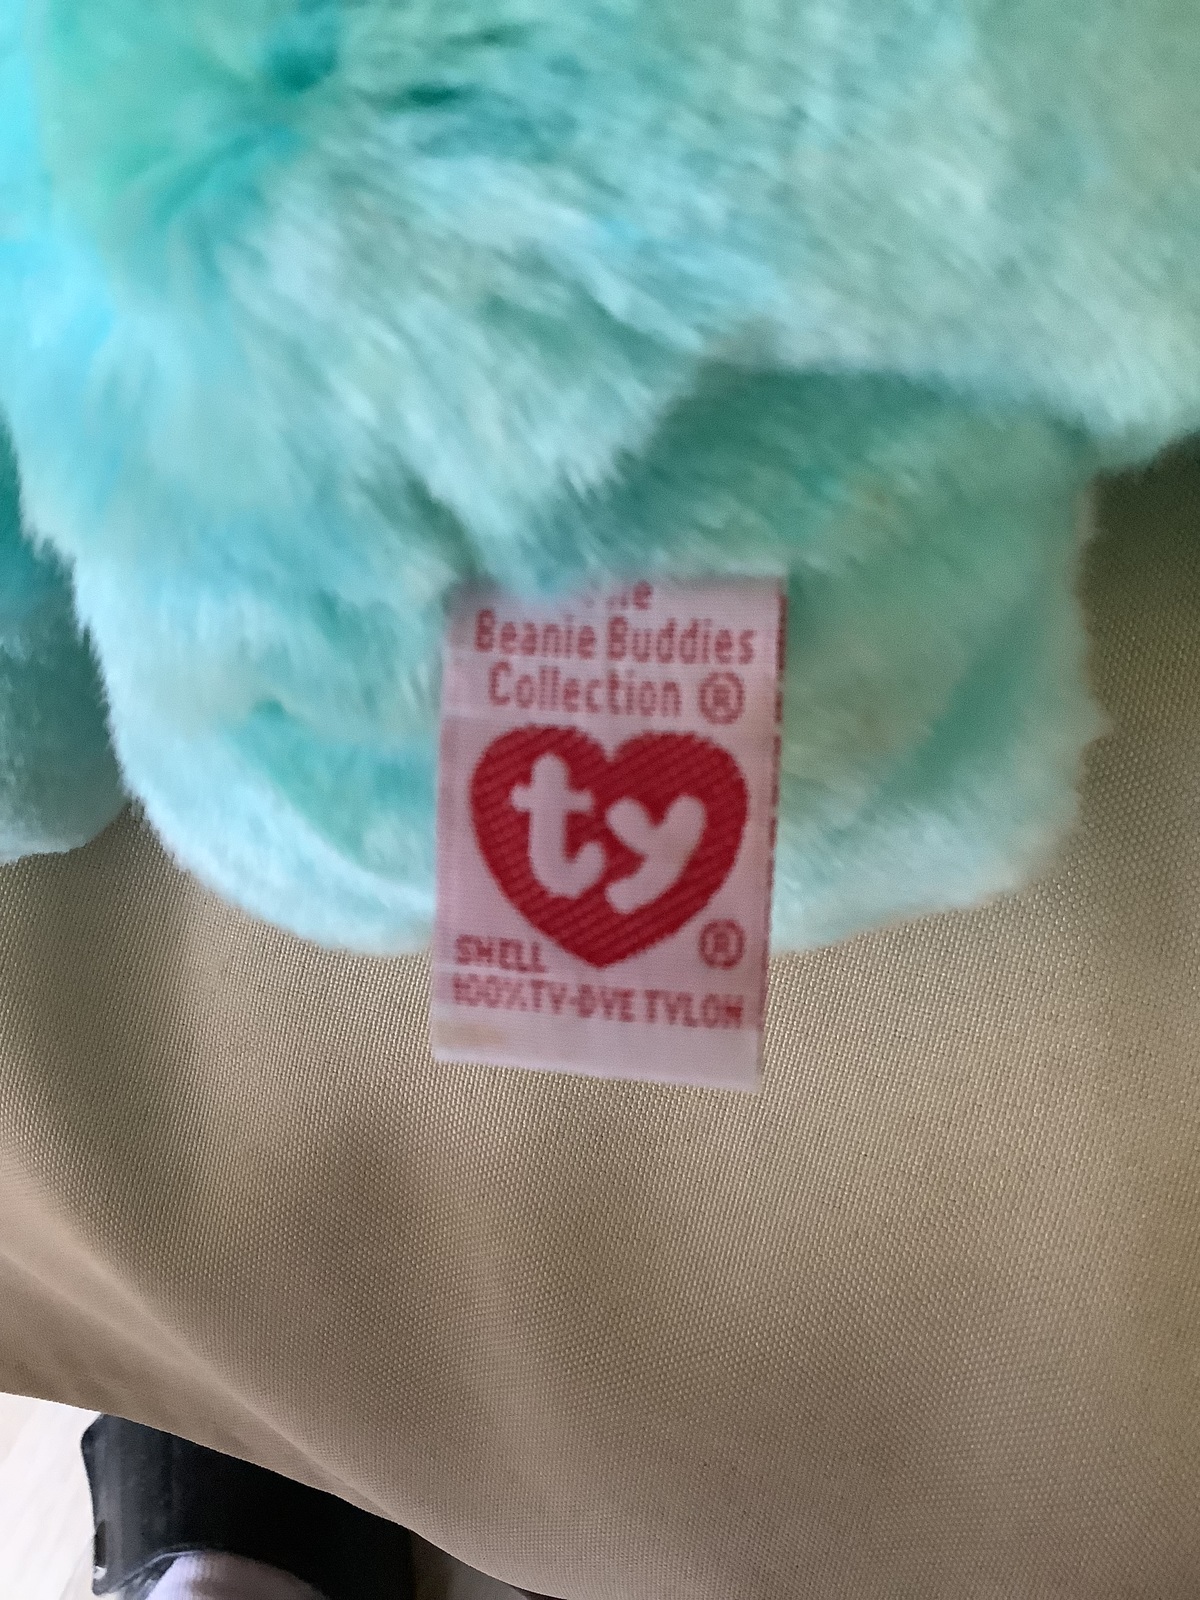 Beanie Buddies
Collection ®
ty
®
SHELL
100%TY-DYE TYLON